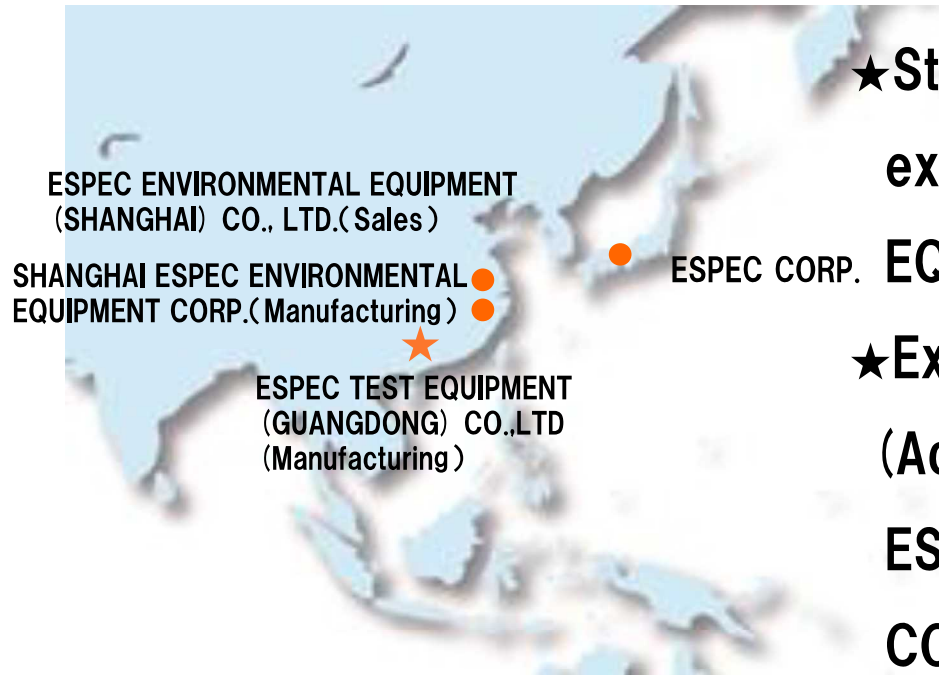 ESPEC ENVIRONMENTAL EQUIPMENT
(SHANGHAI) CO., LTD.(Sales)
SHANGHAI ESPEC ENVIRONMENTAL
EQUIPMENT CORP.(Manufacturing)
ESPEC TEST EQUIPMENT
(GUANGDONG) CO.,LTD
(Manufacturing)
ESPEC CORP.
★St
ex
EQ
★Ex
(Ac
ES
CO